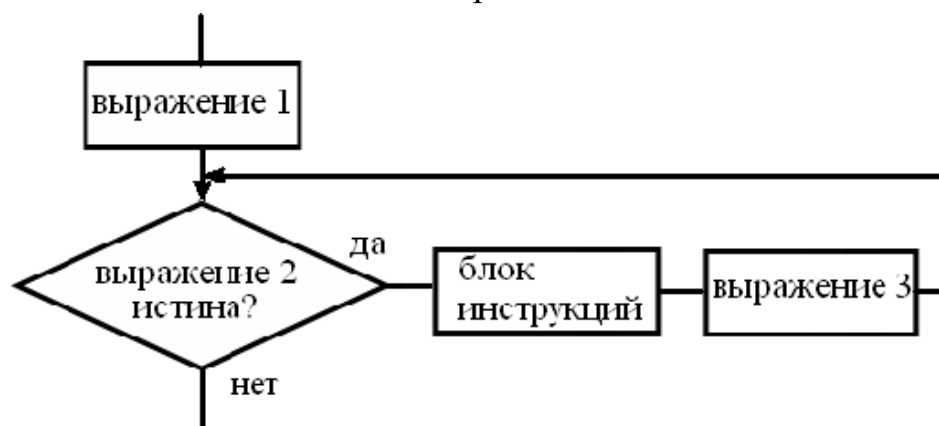 выражение 1
да
выражение 2
истина?
блок
инструкций
выражение 3
нет